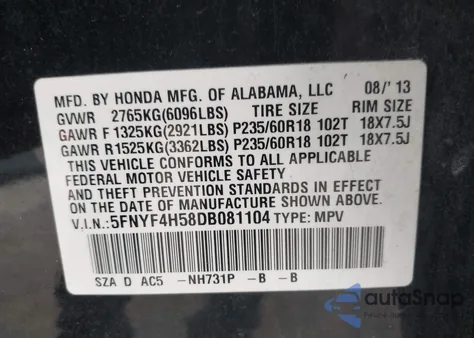 MFD. BY HONDA MFG. OF ALABAMA, LLC 08/'13
GVWR 2765KG(6096LBS) TIRE SIZE RIM SIZE
GAWR F 1325KG(2921LBS) P235/60R18 102T 18X7.5J
GAWR R1525KG(3362LBS) P235/60R18 102T 18X7.5J
THIS VEHICLE CONFORMS TO ALL APPLICABLE
FEDERAL MOTOR VEHICLE SAFETY
AND THEFT PREVENTION STANDARDS IN EFFECT
ON THE DATE OF MANUFACTURE SHOWN ABOVE.
V.I.N.: 5FNYF4H58DB081104 TYPE: MPV
SZA D AC5 -NH731P -B -B
autoSnap